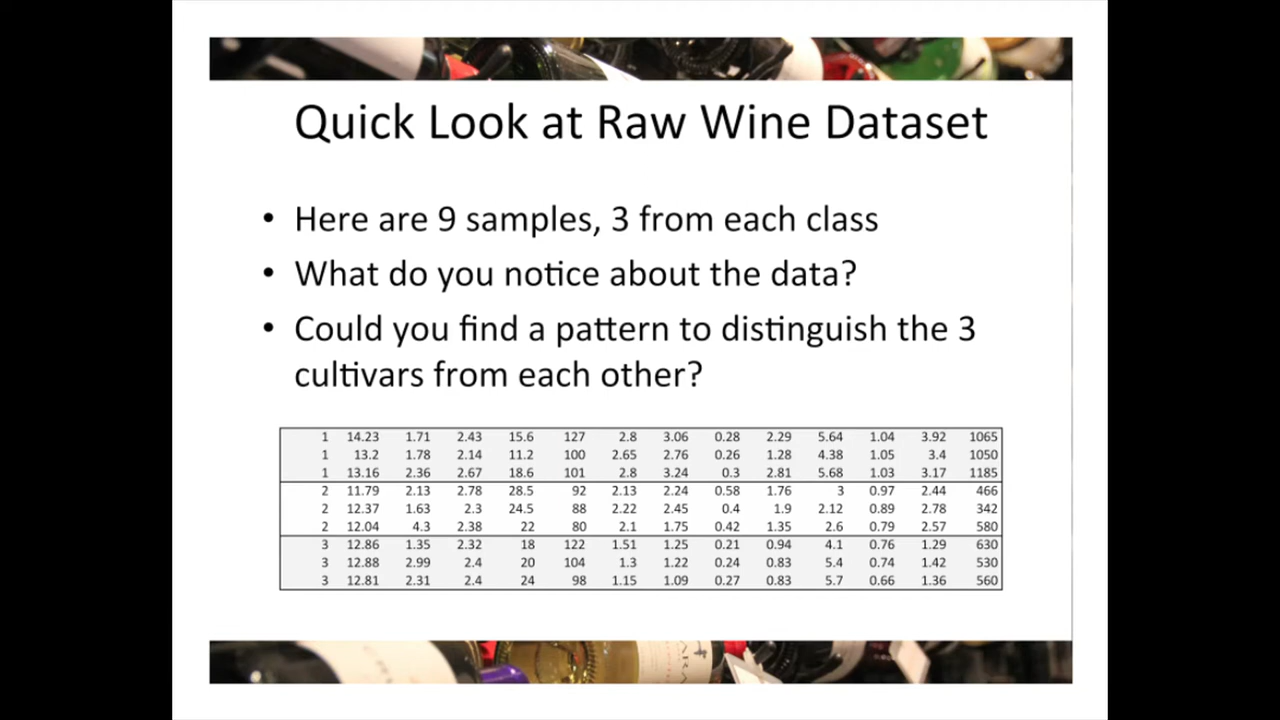 Quick Look at Raw Wine Dataset
• Here are 9 samples, 3 from each class
• What do you notice about the data?
• Could you find a pattern to distinguish the 3
cultivars from each other?
1 14.23 1.71 2.43 15.6 127 2.8 3.06 0.28 2.29 5.64 1.04 3.92 1065
1 13.2 1.78 2.14 11.2 100 2.65 2.76 0.26 1.28 4.38 1.05 3.4 1050
1 13.16 2.36 2.67 18.6 101 2.8 3.24 0.3 2.81 5.68 1.03 3.17 1185
2 11.79 2.13 2.78 28.5 92 2.13 2.24 0.58 1.76 3 0.97 2.44 466
2 12.37 1.63 2.3 24.5 88 2.22 2.45 0.4 1.9 2.12 0.89 2.78 342
2 12.04 4.3 2.38 22 80 2.1 1.75 0.42 1.35 2.6 0.79 2.57 580
3 12.86 1.35 2.32 18 122 1.51 1.25 0.21 0.94 4.1 0.76 1.29 630
3 12.88 2.99 2.4 20 104 1.3 1.22 0.24 0.83 5.4 0.74 1.42 530
3 12.81 2.31 2.4 24 98 1.15 1.09 0.27 0.83 5.7 0.66 1.36 560